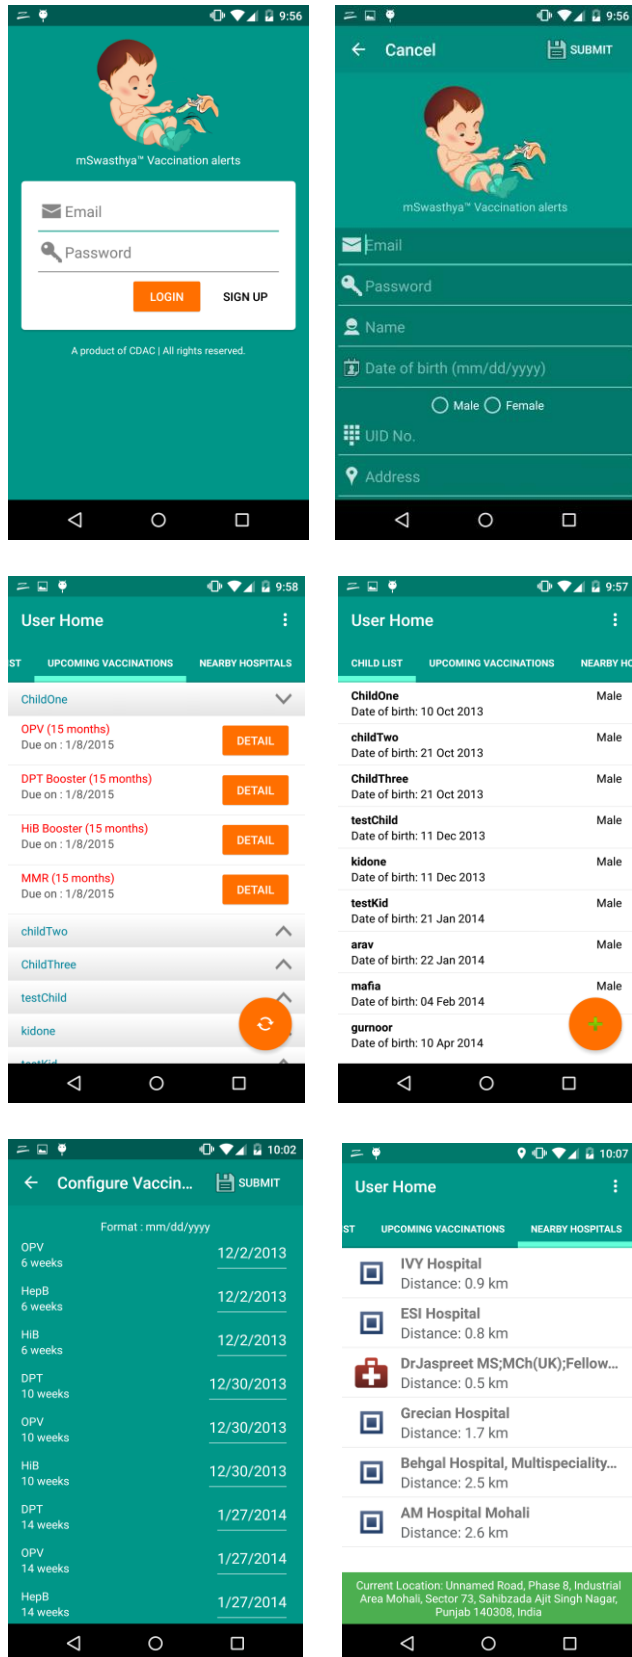 9:56
mSwasthya™ Vaccination alerts
Email
Password
LOGIN SIGN UP
A product of CDAC | All rights reserved.
9:56
Cancel SUBMIT
mSwasthya™ Vaccination alerts
Email
Password
Name
Date of birth (mm/dd/yyyy)
Male Female
UID No.
Address
9:58
User Home
IST UPCOMING VACCINATIONS NEARBY HOSPITALS
ChildOne
OPV (15 months)
Due on : 1/8/2015 DETAIL
DPT Booster (15 months)
Due on : 1/8/2015 DETAIL
HiB Booster (15 months)
Due on : 1/8/2015 DETAIL
MMR (15 months)
Due on : 1/8/2015 DETAIL
childTwo
ChildThree
testChild
kidone
testKid
9:57
User Home
CHILD LIST UPCOMING VACCINATIONS NEARBY HO
ChildOne Male
Date of birth: 10 Oct 2013
childTwo Male
Date of birth: 21 Oct 2013
ChildThree Male
Date of birth: 21 Oct 2013
testChild Male
Date of birth: 11 Dec 2013
kidone Male
Date of birth: 11 Dec 2013
testKid Male
Date of birth: 21 Jan 2014
arav Male
Date of birth: 22 Jan 2014
mafia Male
Date of birth: 04 Feb 2014
gurnoor
Date of birth: 10 Apr 2014
10:02
Configure Vaccin... SUBMIT
Format : mm/dd/yyyy
OPV
6 weeks 12/2/2013
HepB
6 weeks 12/2/2013
HiB
6 weeks 12/2/2013
DPT
10 weeks 12/30/2013
OPV
10 weeks 12/30/2013
HiB
10 weeks 12/30/2013
DPT
14 weeks 1/27/2014
OPV
14 weeks 1/27/2014
HepB
14 weeks 1/27/2014
10:07
User Home
ST UPCOMING VACCINATIONS NEARBY HOSPITALS
IVY Hospital
Distance: 0.9 km
ESI Hospital
Distance: 0.8 km
DrJaspreet MS;MCh(UK);Fellow...
Distance: 0.5 km
Grecian Hospital
Distance: 1.7 km
Behgal Hospital, Multispeciality...
Distance: 2.5 km
AM Hospital Mohali
Distance: 2.6 km
Current Location: Unnamed Road, Phase 8, Industrial
Area Mohali, Sector 73, Sahibzada Ajit Singh Nagar,
Punjab 140308, India